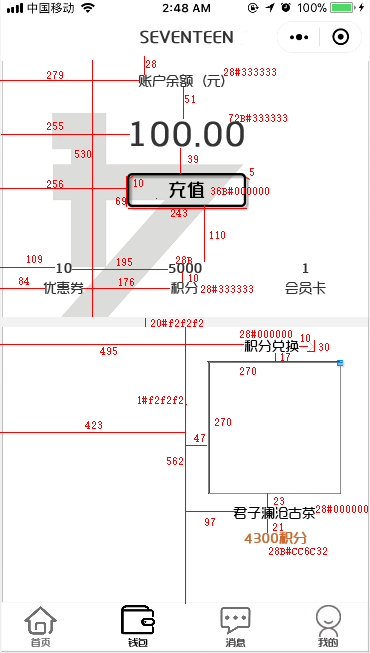 中国移动 2:48 AM 100%
SEVENTEEN
28
279 账户余额（元） 28#333333
51
255 100.00 72B#333333
530 39
256 10 充值 36B#000000 5
69 243
110
109 10 195 5000 28B 1
84 优惠券 176 积分 10 28#333333 会员卡
20#f2f2f2
28#000000
495 积分兑换 10 30
17
270
1#f2f2f2
270
423
47
562
23
97 君子澜沧古茶 28#000000
21
4300积分
28B#CC6C32
首页 钱包 消息 我的